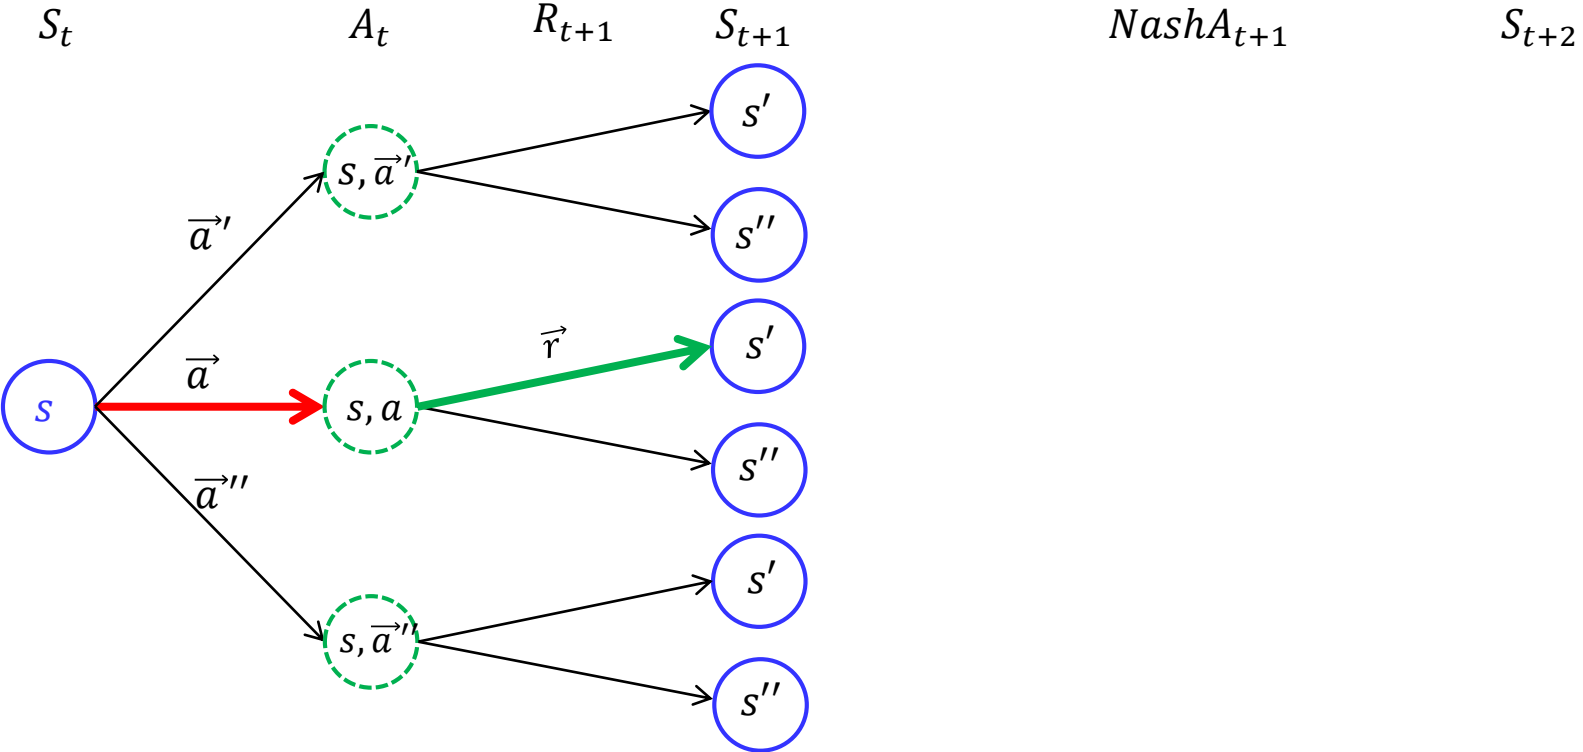 S_t A_t R_{t+1} S_{t+1} NashA_{t+1} S_{t+2}
s'
s, a⃗'
a⃗'
s''
r⃗
s'
a⃗
s
s, a
s''
a⃗''
s'
s, a⃗''
s''